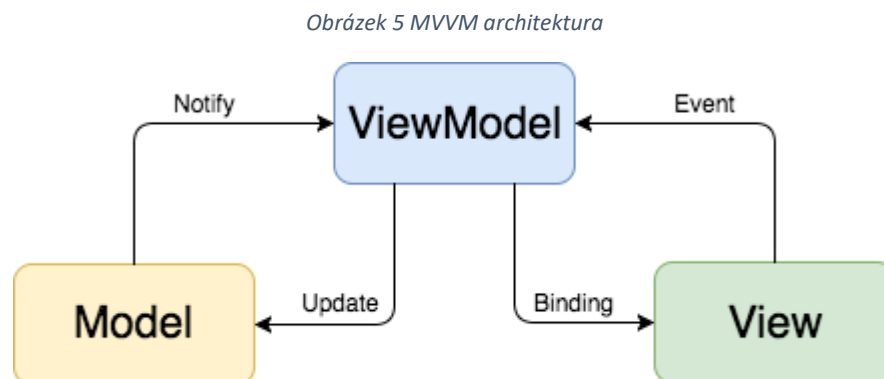 Obrázek 5 MVVM architektura
Notify
ViewModel
Event
Model
Update
Binding
View